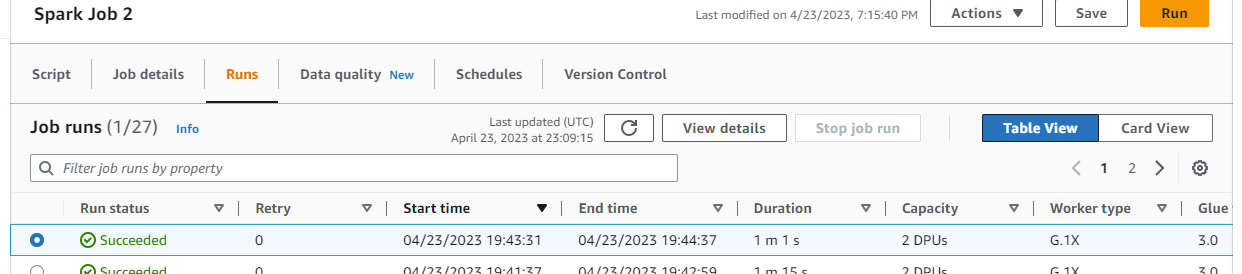 Spark Job 2
Last modified on 4/23/2023, 7:15:40 PM
Actions
Save
Run
Script
Job details
Runs
Data quality New
Schedules
Version Control
Job runs (1/27) Info
Last updated (UTC)
April 23, 2023 at 23:09:15
View details
Stop job run
Table View
Card View
Filter job runs by property
1 2
Run status Retry Start time End time Duration Capacity Worker type Glue
Succeeded 0 04/23/2023 19:43:31 04/23/2023 19:44:37 1 m 1 s 2 DPUs G.1X 3.0
Succeeded 0 04/23/2023 19:41:37 04/23/2023 19:42:59 1 m 15 s 2 DPUs G.1X 3.0